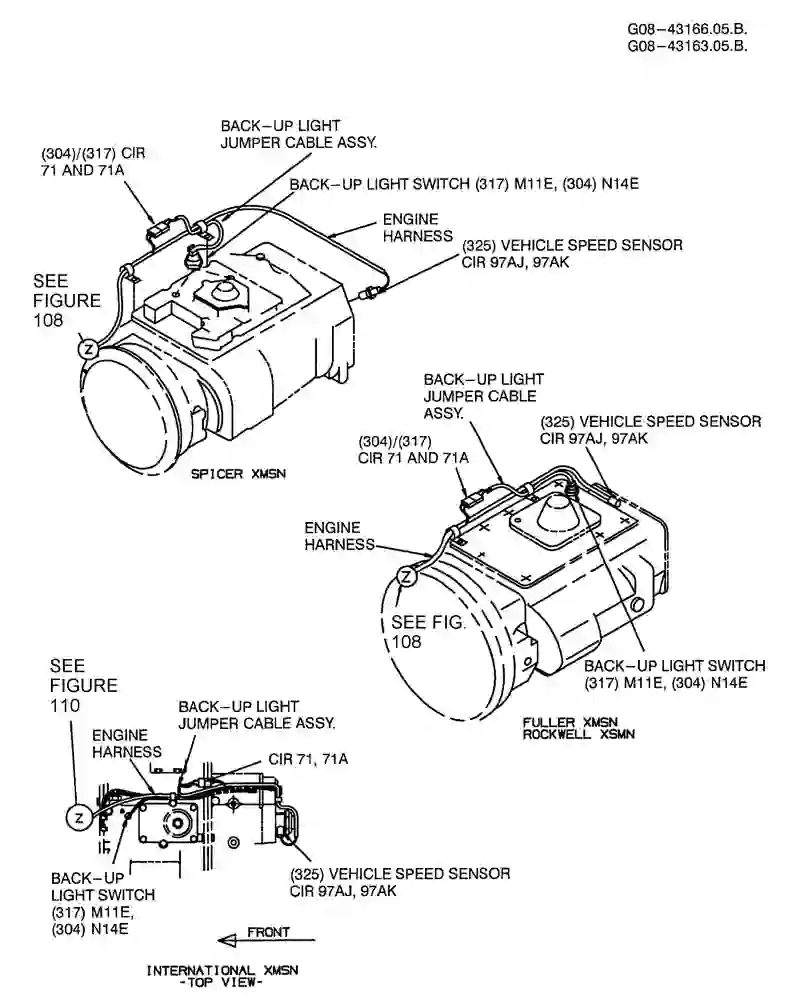 G08-43166.05.B.
G08-43163.05.B.
BACK-UP LIGHT
JUMPER CABLE ASSY.
(304)/(317) CIR
71 AND 71A
BACK-UP LIGHT SWITCH (317) M11E, (304) N14E
ENGINE
HARNESS
(325) VEHICLE SPEED SENSOR
CIR 97AJ, 97AK
SEE
FIGURE
108
Z
SPICER XMSN
BACK-UP LIGHT
JUMPER CABLE
ASSY.
(325) VEHICLE SPEED SENSOR
CIR 97AJ, 97AK
(304)/(317)
CIR 71 AND 71A
ENGINE
HARNESS
Z
SEE FIG.
108
BACK-UP LIGHT SWITCH
(317) M11E, (304) N14E
FULLER XMSN
ROCKWELL XSMN
SEE
FIGURE
110
BACK-UP LIGHT
JUMPER CABLE ASSY.
ENGINE
HARNESS
CIR 71, 71A
Z
BACK-UP
LIGHT SWITCH
(317) M11E,
(304) N14E
(325) VEHICLE SPEED SENSOR
CIR 97AJ, 97AK
FRONT
INTERNATIONAL XMSN
-TOP VIEW-